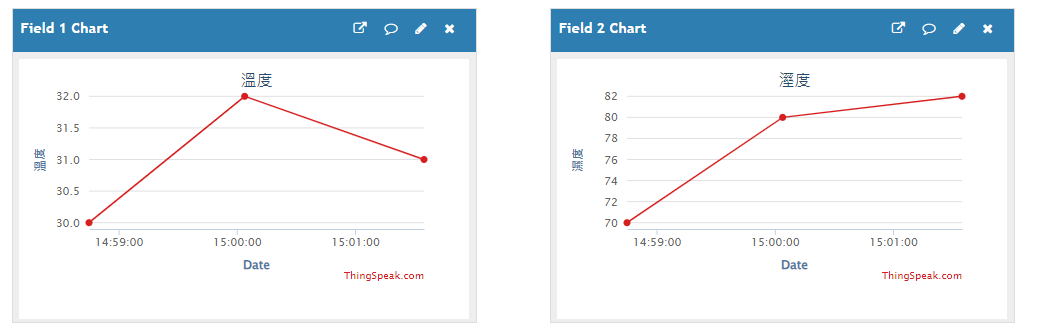 Field 1 Chart
溫度
32.0
31.5
31.0
30.5
30.0
溫度
14:59:00 15:00:00 15:01:00
Date
ThingSpeak.com
Field 2 Chart
溼度
82
80
78
76
74
72
70
溼度
14:59:00 15:00:00 15:01:00
Date
ThingSpeak.com